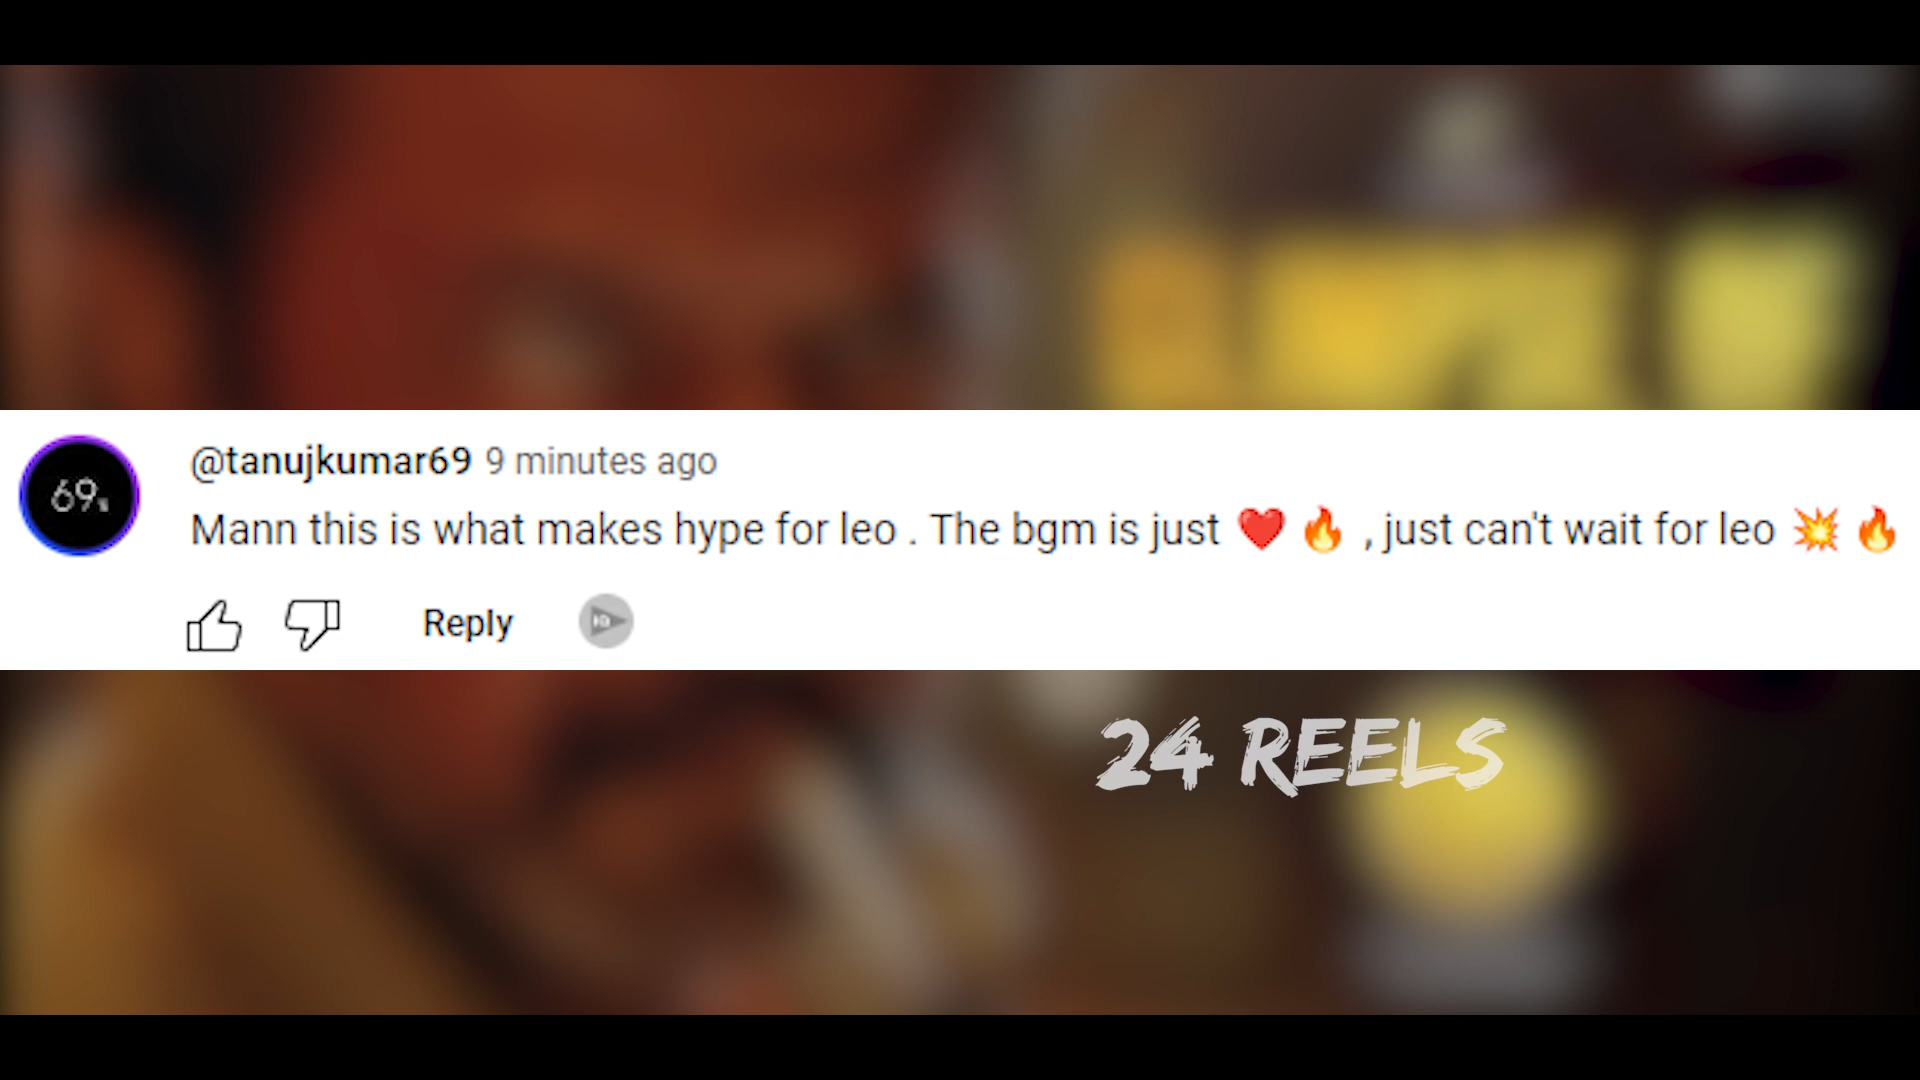 69.
@tanujkumar69 9 minutes ago
Mann this is what makes hype for leo . The bgm is just ❤️ 🔥 , just can't wait for leo 💥 🔥
Reply
24 REELS